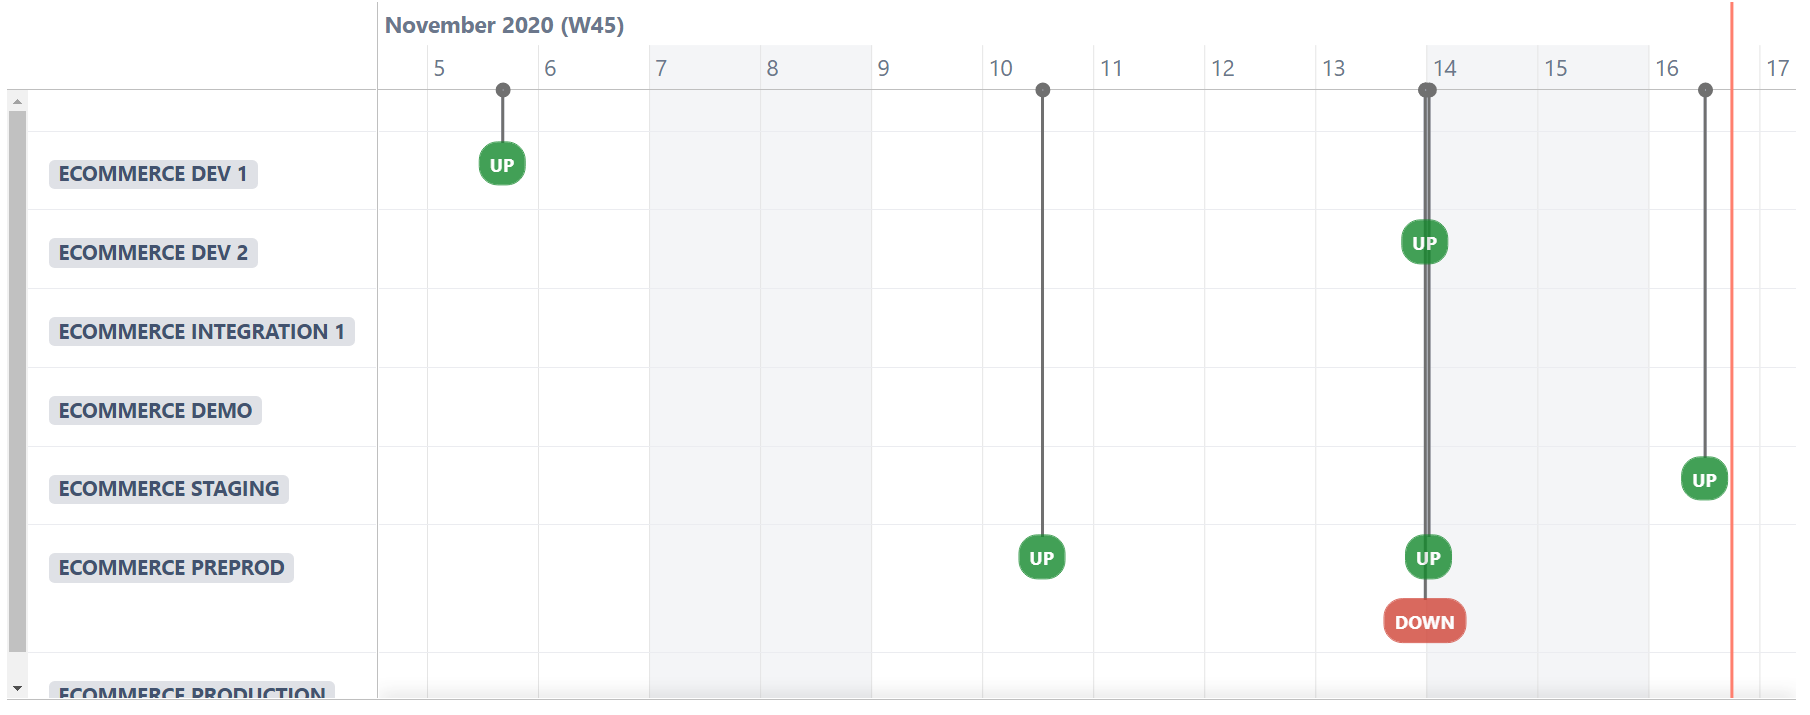 November 2020 (W45)
5 6 7 8 9 10 11 12 13 14 15 16 17
ECOMMERCE DEV 1 UP
ECOMMERCE DEV 2 UP
ECOMMERCE INTEGRATION 1
ECOMMERCE DEMO
ECOMMERCE STAGING UP
ECOMMERCE PREPROD UP UP
DOWN
ECOMMERCE PRODUCTION